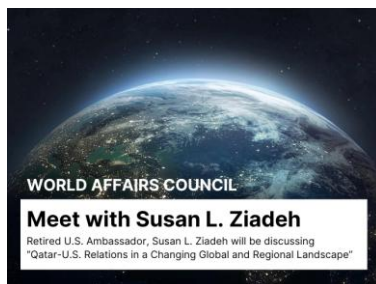 WORLD AFFAIRS COUNCIL
Meet with Susan L. Ziadeh
Retired U.S. Ambassador, Susan L. Ziadeh will be discussing
“Qatar-U.S. Relations in a Changing Global and Regional Landscape”